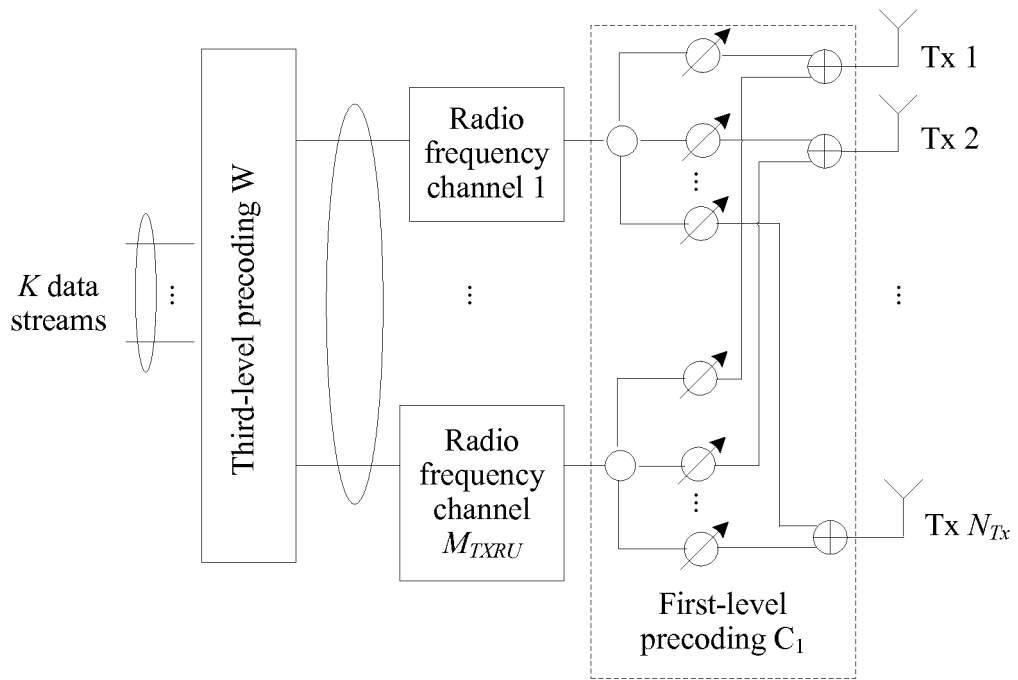 K data
streams
Third-level precoding W
Radio
frequency
channel 1
Radio
frequency
channel
M_TXRU
First-level
precoding C₁
Tx 1
Tx 2
Tx N_Tx